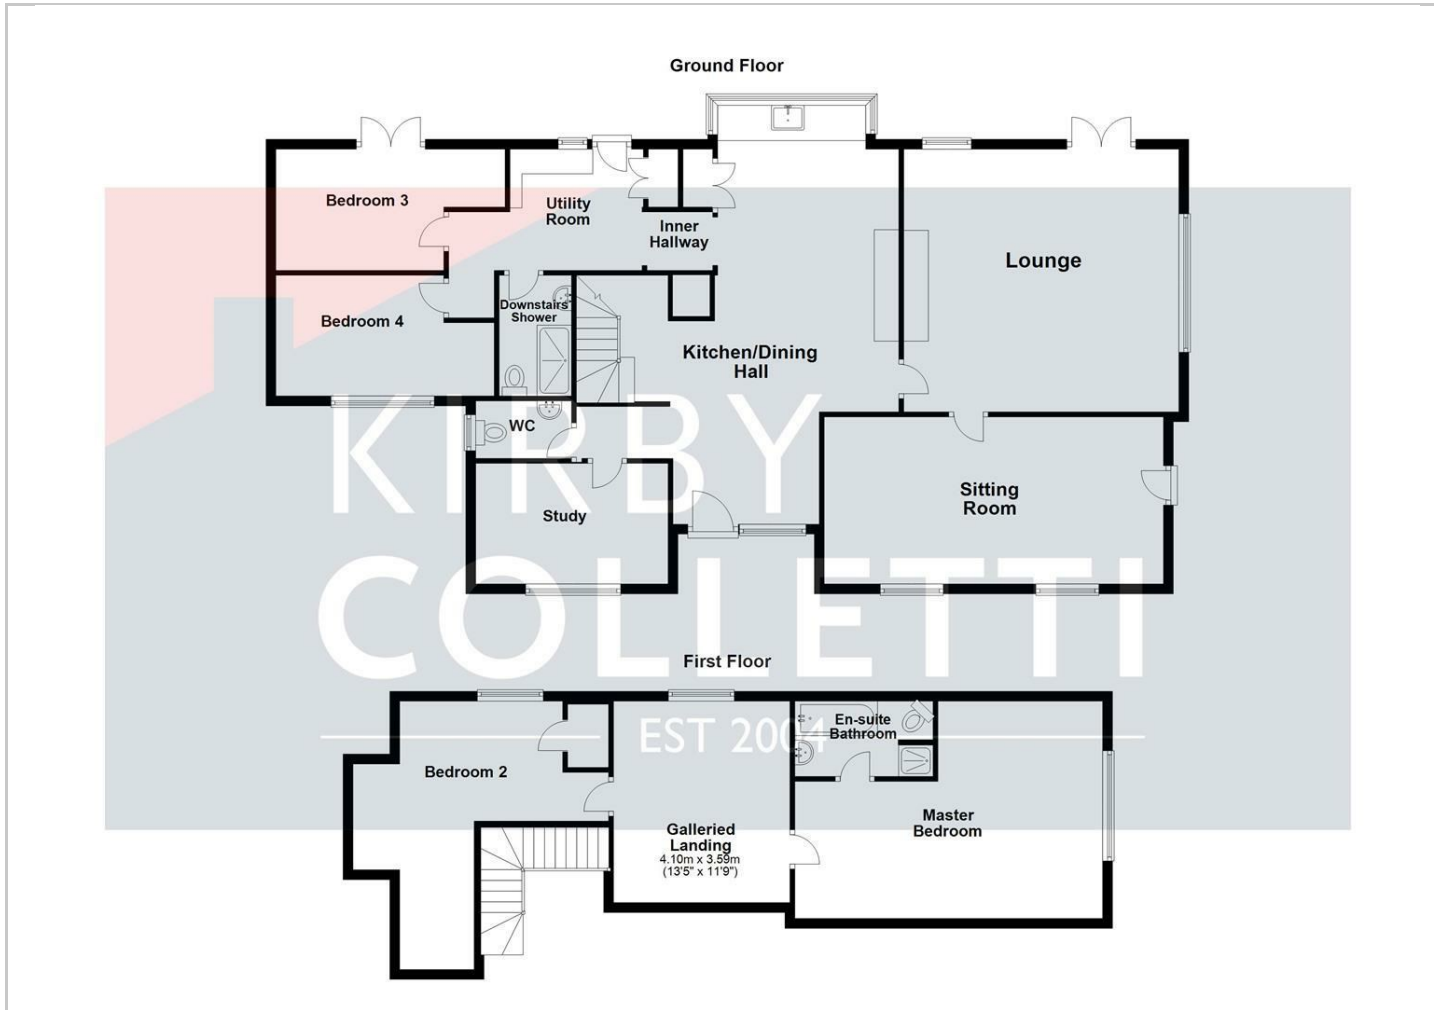 Ground Floor
Bedroom 3
Utility
Room
Inner
Hallway
Lounge
Downstairs
Shower
Bedroom 4
Kitchen/Dining
Hall
WC
Sitting
Room
Study
KIRBY
COLLETTI
EST 2004
First Floor
En-suite
Bathroom
Bedroom 2
Galleried
Landing
4.10m x 3.59m
(13'5" x 11'9")
Master
Bedroom